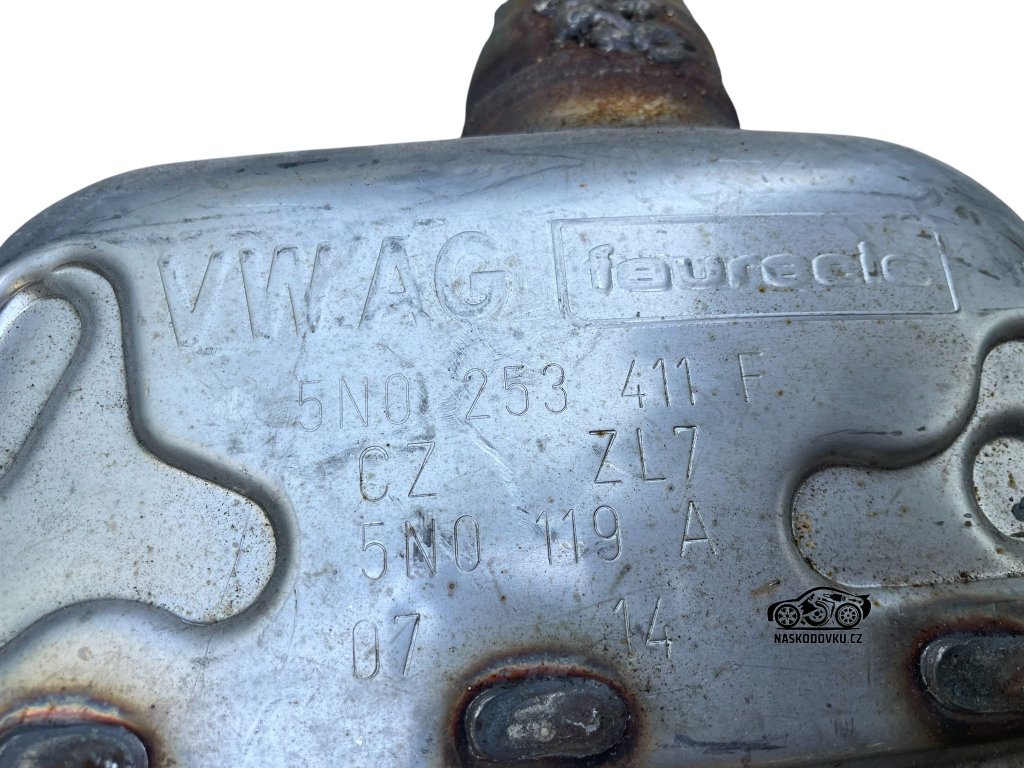 VW AG faurecia
5N0 253 411 F
CZ ZL7
5N0 119 A
07 14
NASKODOVKU.CZ